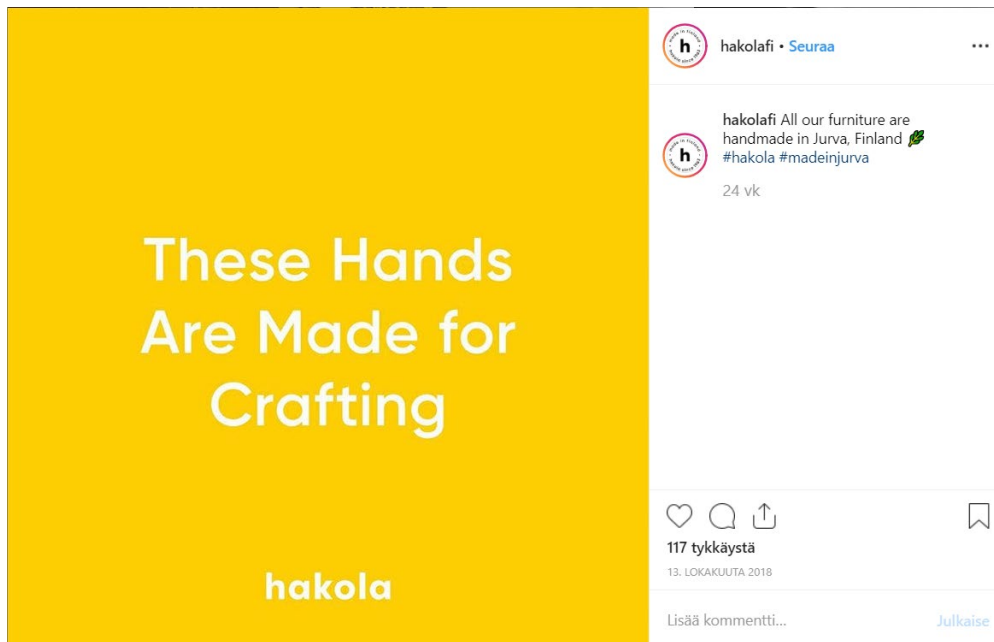 These Hands
Are Made for
Crafting
hakola
hakolafi • Seuraa
hakolafi All our furniture are
handmade in Jurva, Finland 🌿
#hakola #madeinjurva
24 vk
117 tykkäystä
13. LOKAKUUTA 2018
Lisää kommentti...
Julkaise